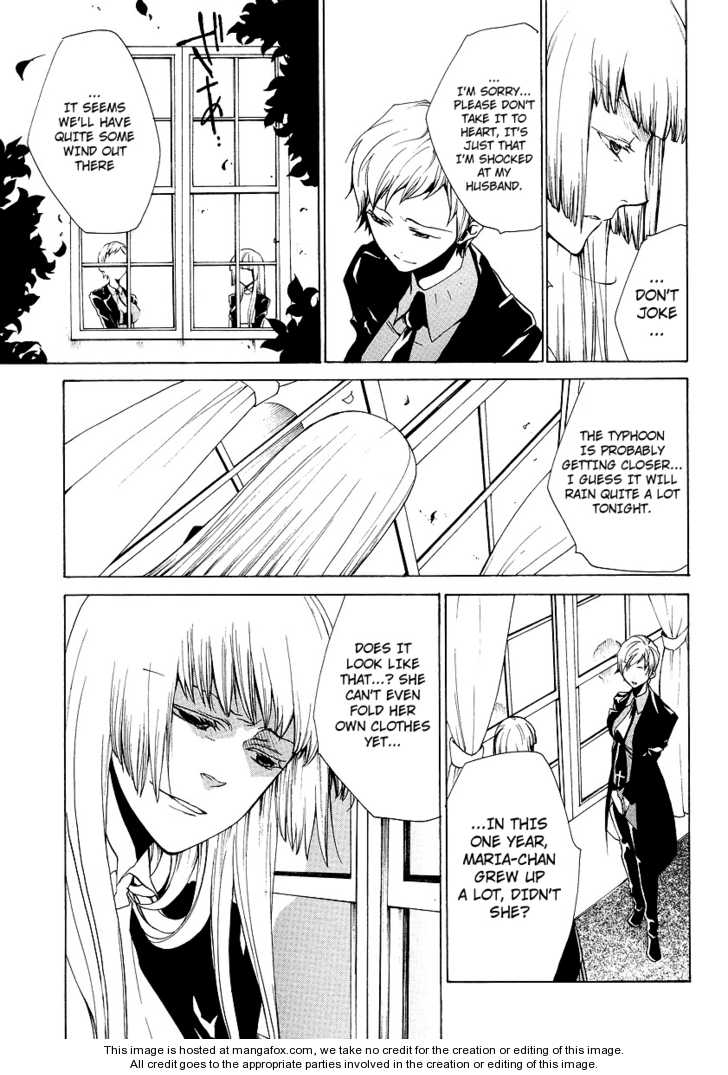 ...
DON'T
JOKE
...
...
I'M SORRY...
PLEASE DON'T
TAKE IT TO
HEART, IT'S
JUST THAT
I'M SHOCKED
AT MY
HUSBAND.
ざあ…
...
IT SEEMS
WE'LL HAVE
QUITE SOME
WIND OUT
THERE
THE TYPHOON
IS PROBABLY
GETTING CLOSER...
I GUESS IT WILL
RAIN QUITE A LOT
TONIGHT.
...IN THIS
ONE YEAR,
MARIA-CHAN
GREW UP
A LOT, DIDN'T
SHE?
DOES IT
LOOK LIKE
THAT...? SHE
CAN'T EVEN
FOLD HER
OWN CLOTHES
YET...
This image is hosted at mangafox.com, we take no credit for the creation or editing of this image.
All credit goes to the appropriate parties involved in the creation or editing of this image.